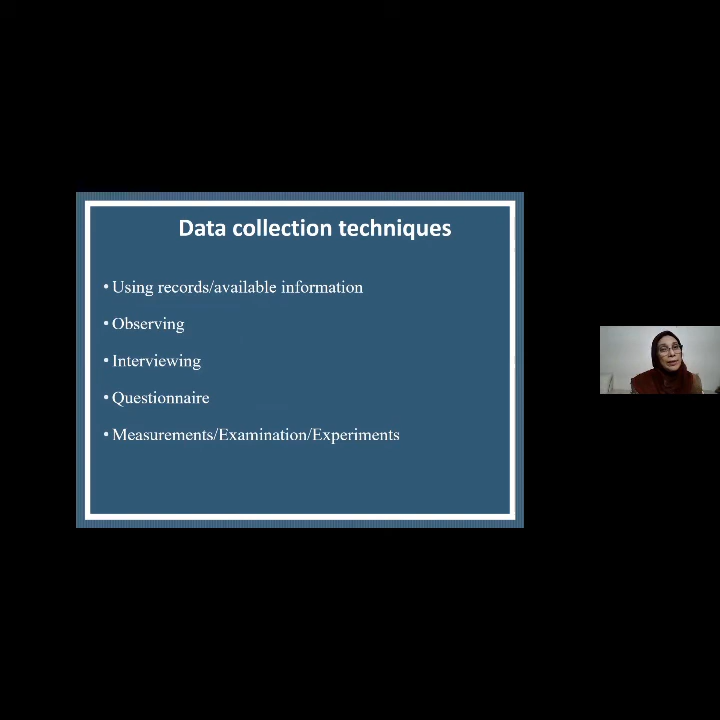 Data collection techniques
• Using records/available information
• Observing
• Interviewing
• Questionnaire
• Measurements/Examination/Experiments